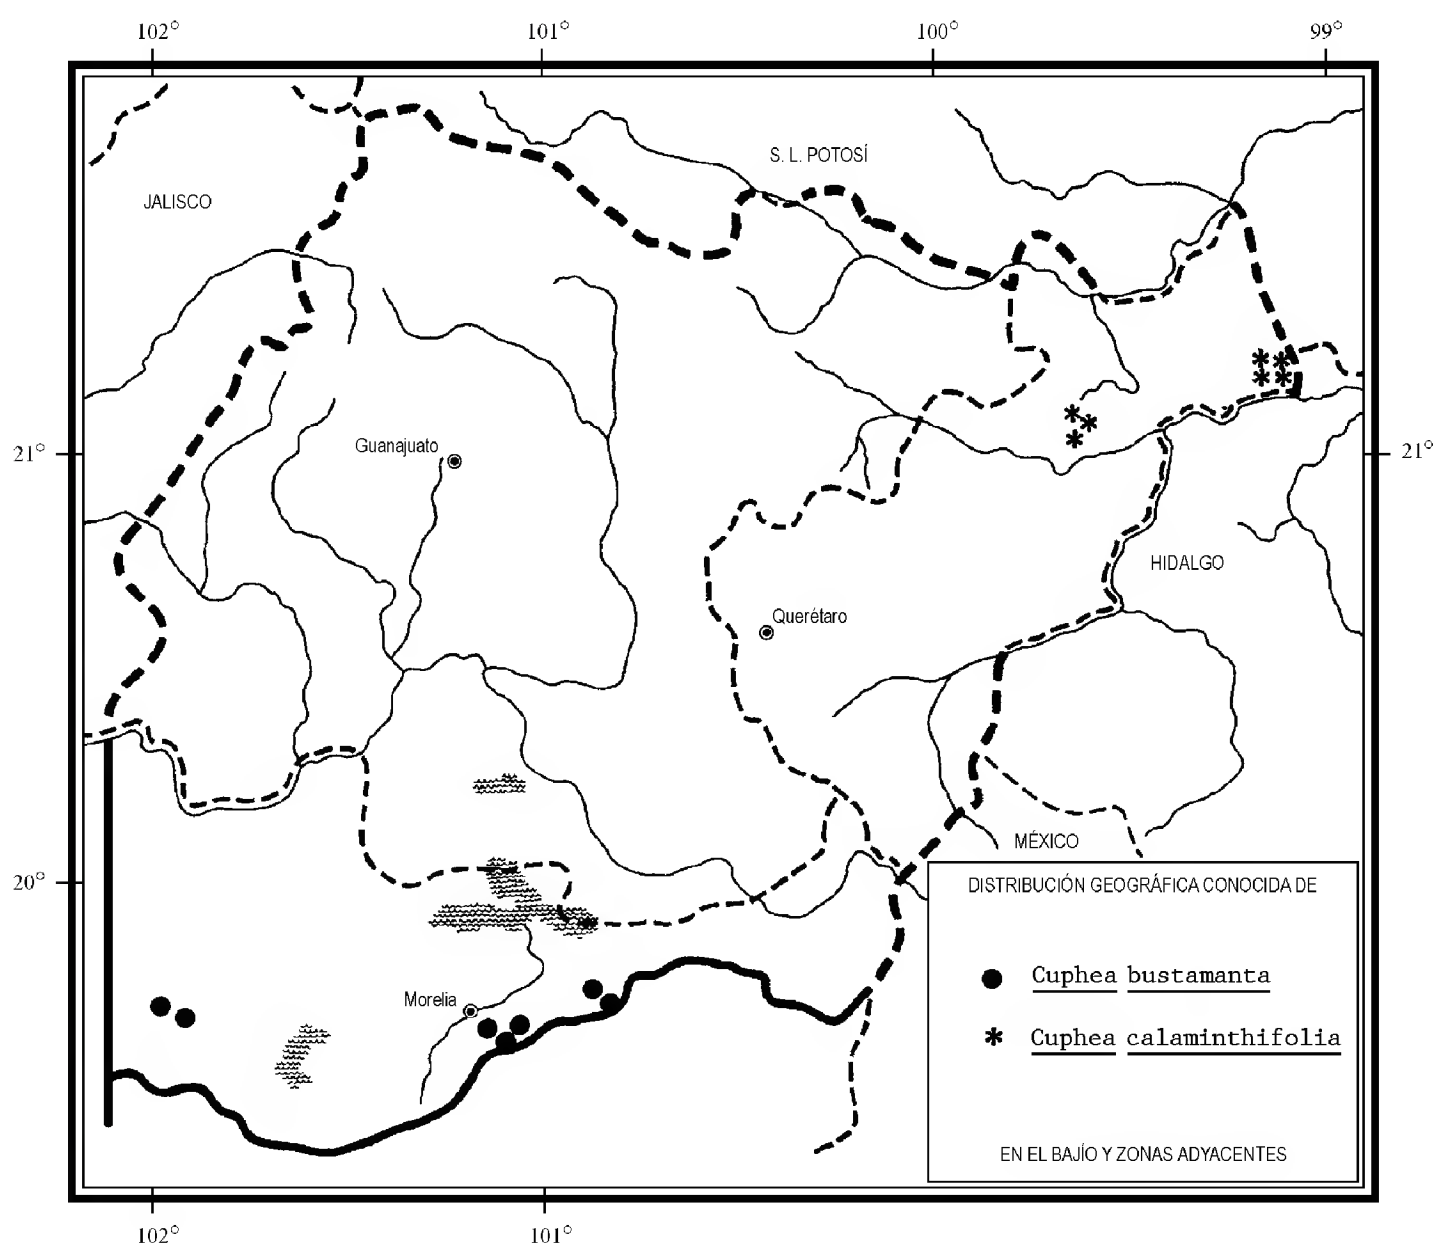 102° 101° 100° 99°
S. L. POTOSÍ
JALISCO
Guanajuato
21° 21°
HIDALGO
Querétaro
MÉXICO
20°
DISTRIBUCIÓN GEOGRÁFICA CONOCIDA DE
Cuphea bustamanta
Morelia
Cuphea calaminthifolia
EN EL BAJÍO Y ZONAS ADYACENTES
102° 101°